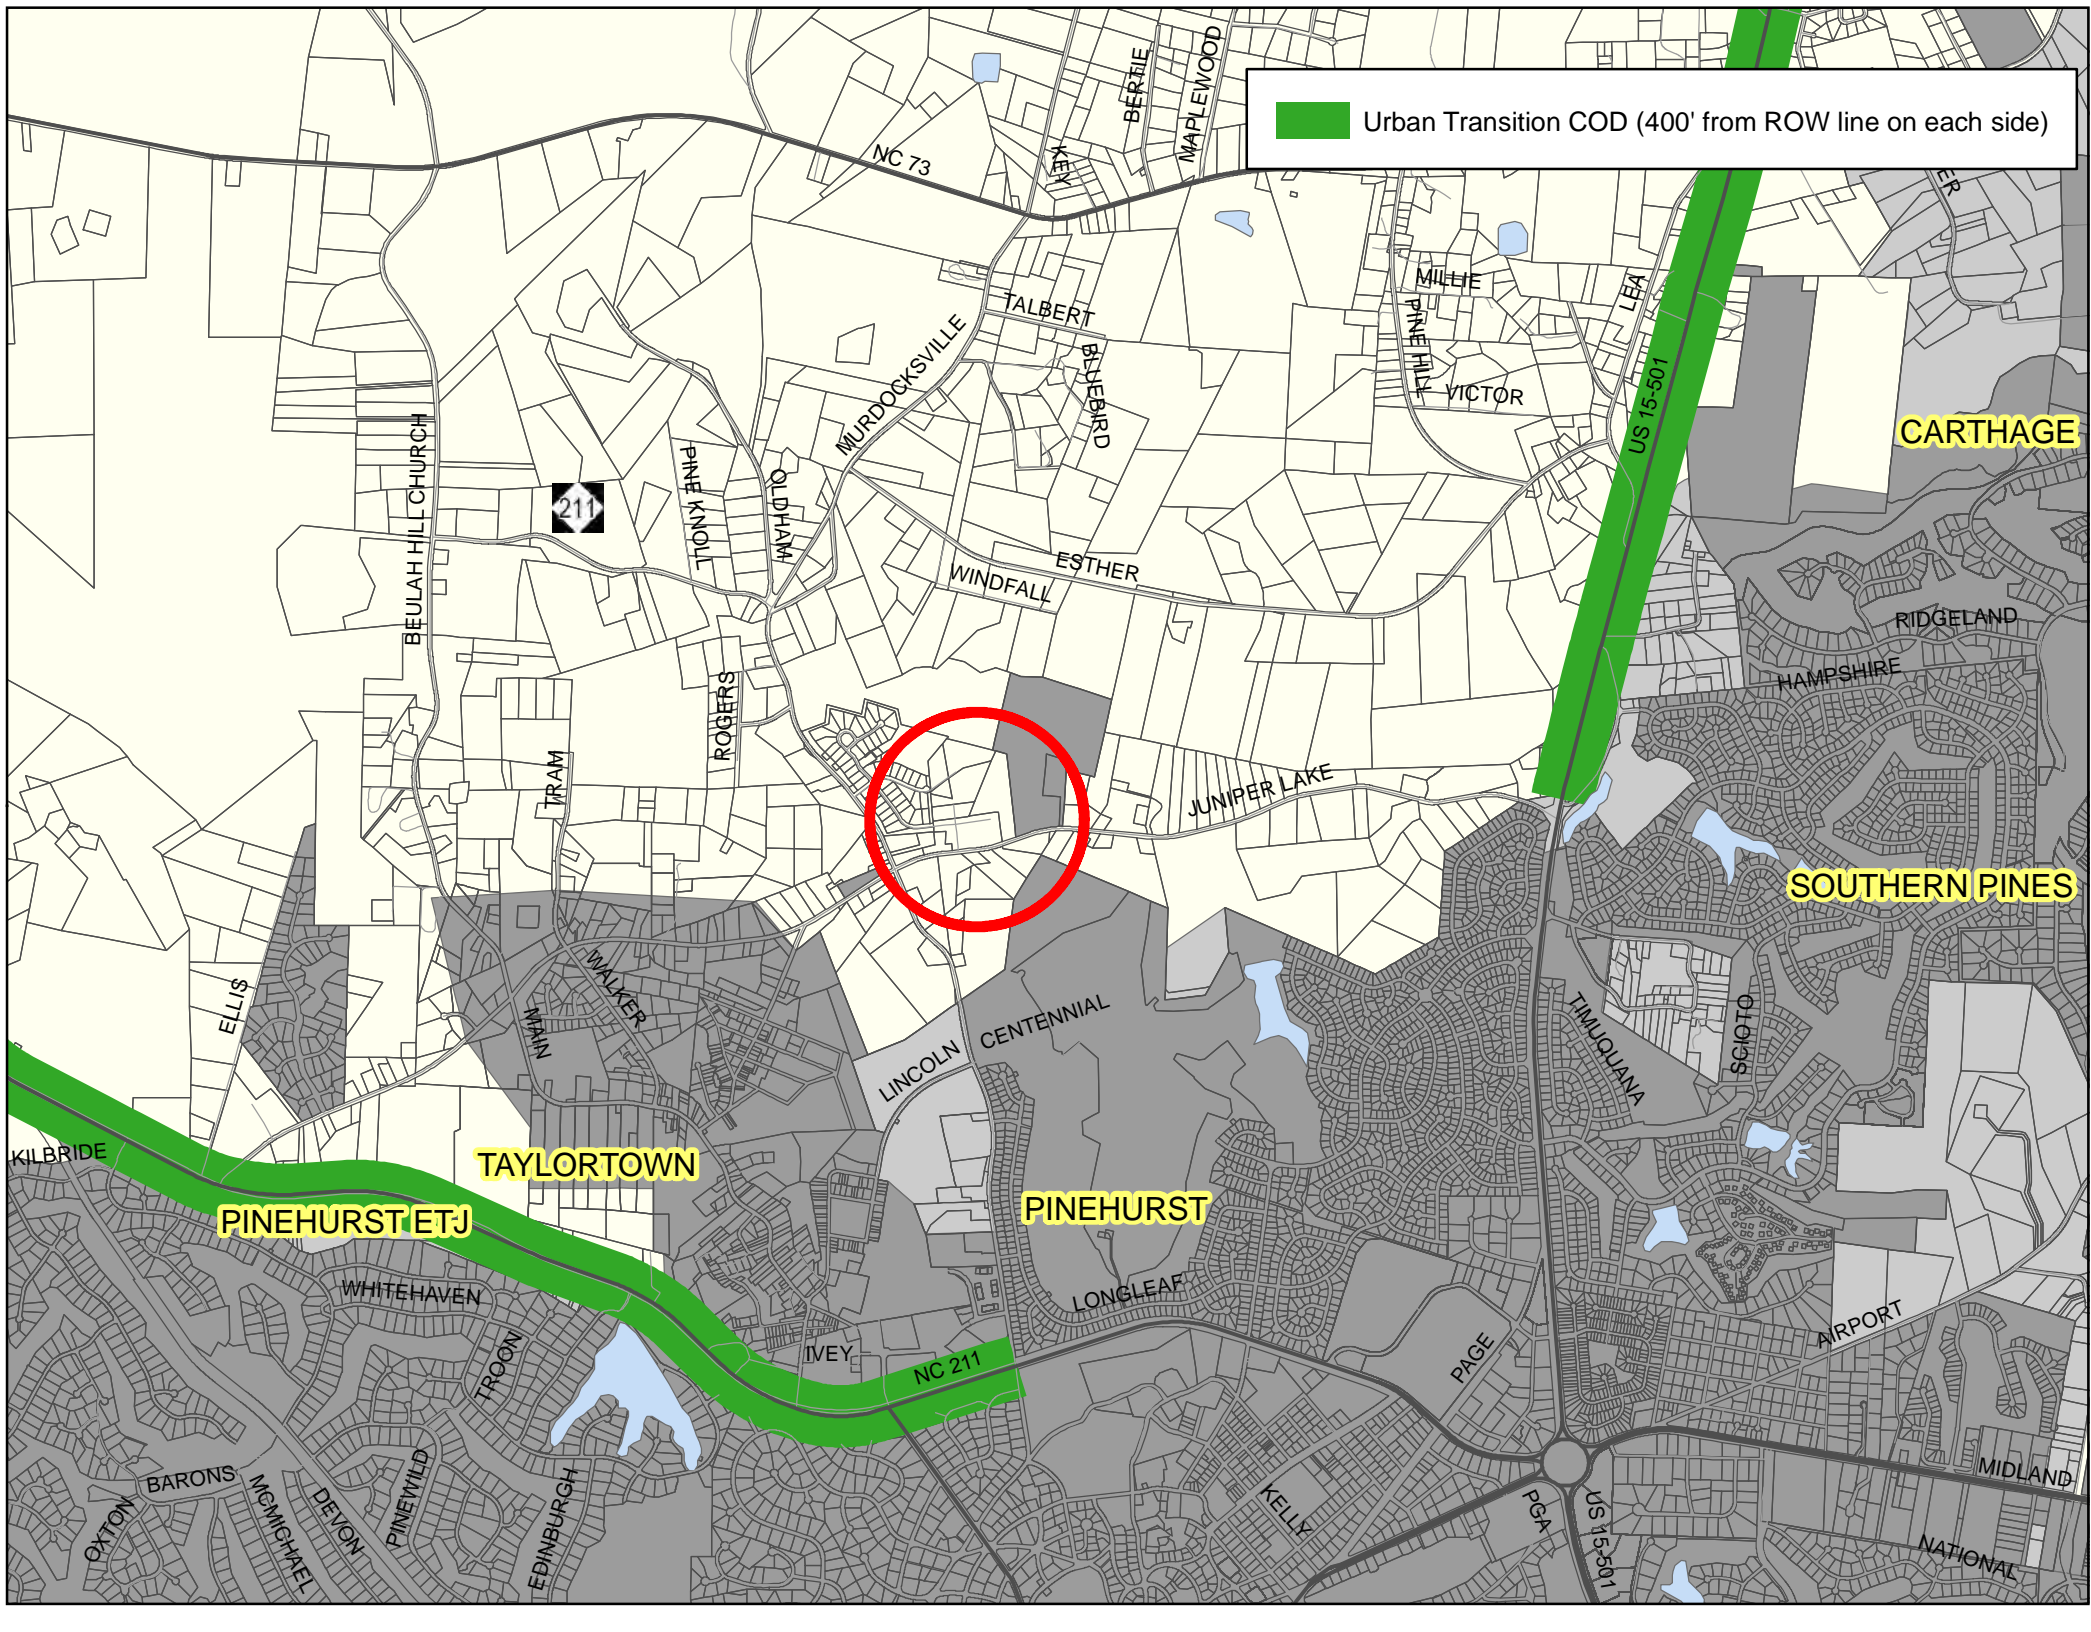 Urban Transition COD (400' from ROW line on each side)
BERTIE
MAPLEWOOD
KEY
NC 73
ER
MILLIE
LEA
TALBERT
PINE HILL
MURDOCKSVILLE
BLUEBIRD
VICTOR
US 15-501
CARTHAGE
BEULAH HILL CHURCH
211
PINE KNOLL
OLDHAM
ESTHER
WINDFALL
RIDGELAND
HAMPSHIRE
ROGERS
TRAM
JUNIPER LAKE
SOUTHERN PINES
ELLIS
WALKER
MAIN
CENTENNIAL
LINCOLN
TIMUQUANA
SCIOTO
KILBRIDE
TAYLORTOWN
PINEHURST ETJ
PINEHURST
WHITEHAVEN
LONGLEAF
TROON
IVEY
NC 211
PAGE
AIRPORT
BARONS
OXTON
MCMICHAEL
DEVON
PINEWILD
EDINBURGH
KELLY
PGA
US 15-501
MIDLAND
NATIONAL